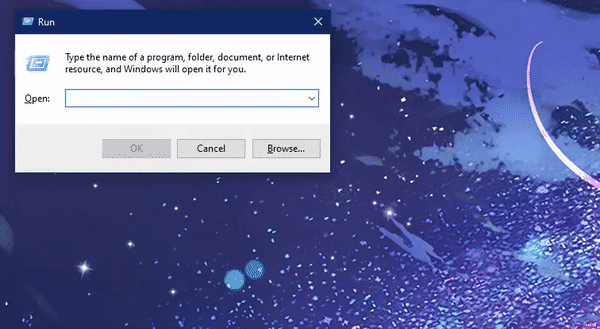 Run
Type the name of a program, folder, document, or Internet
resource, and Windows will open it for you.
Open:
OK Cancel Browse...